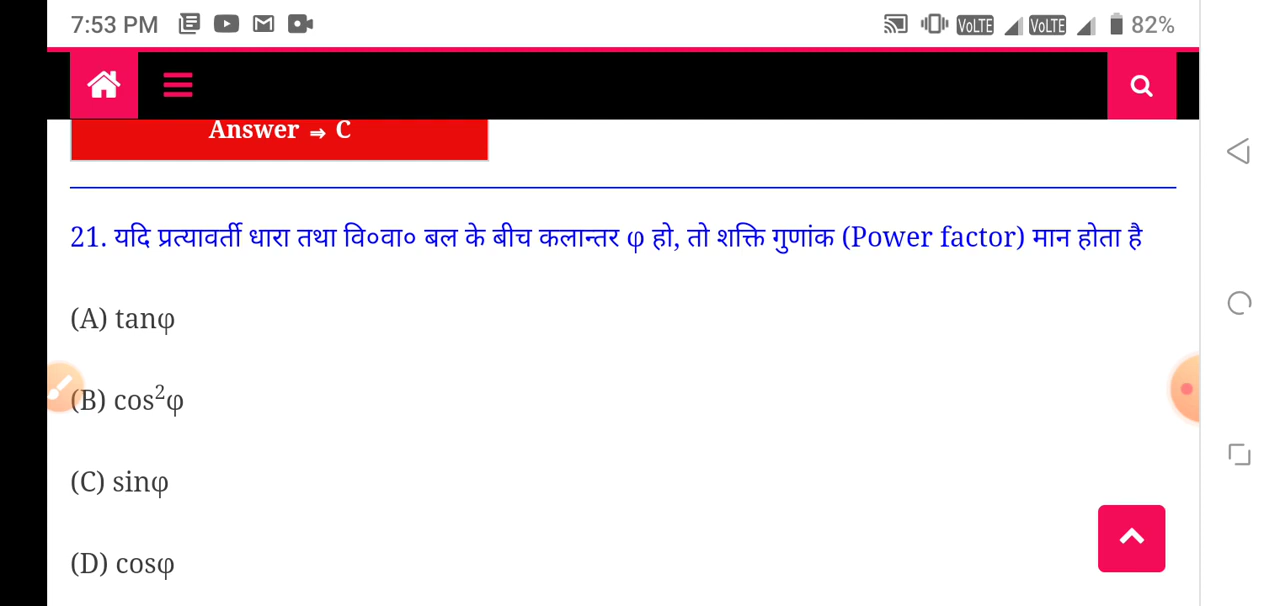 7:53 PM VoLTE VoLTE 82%
Answer ⇒ C
21. यदि प्रत्यावर्ती धारा तथा वि०वा० बल के बीच कलान्तर φ हो, तो शक्ति गुणांक (Power factor) मान होता है
(A) tanφ
(B) cos²φ
(C) sinφ
(D) cosφ